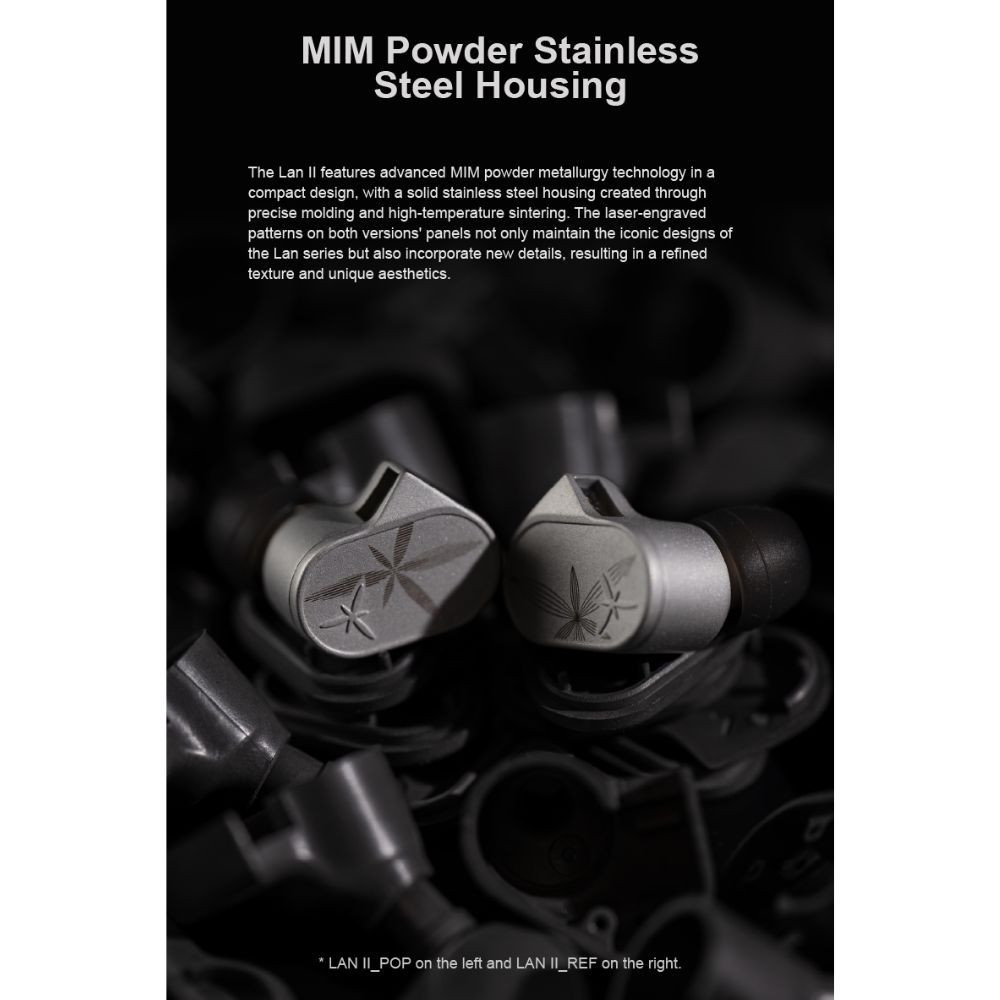 MIM Powder Stainless
Steel Housing
The Lan II features advanced MIM powder metallurgy technology in a
compact design, with a solid stainless steel housing created through
precise molding and high-temperature sintering. The laser-engraved
patterns on both versions' panels not only maintain the iconic designs of
the Lan series but also incorporate new details, resulting in a refined
texture and unique aesthetics.
* LAN II_POP on the left and LAN II_REF on the right.